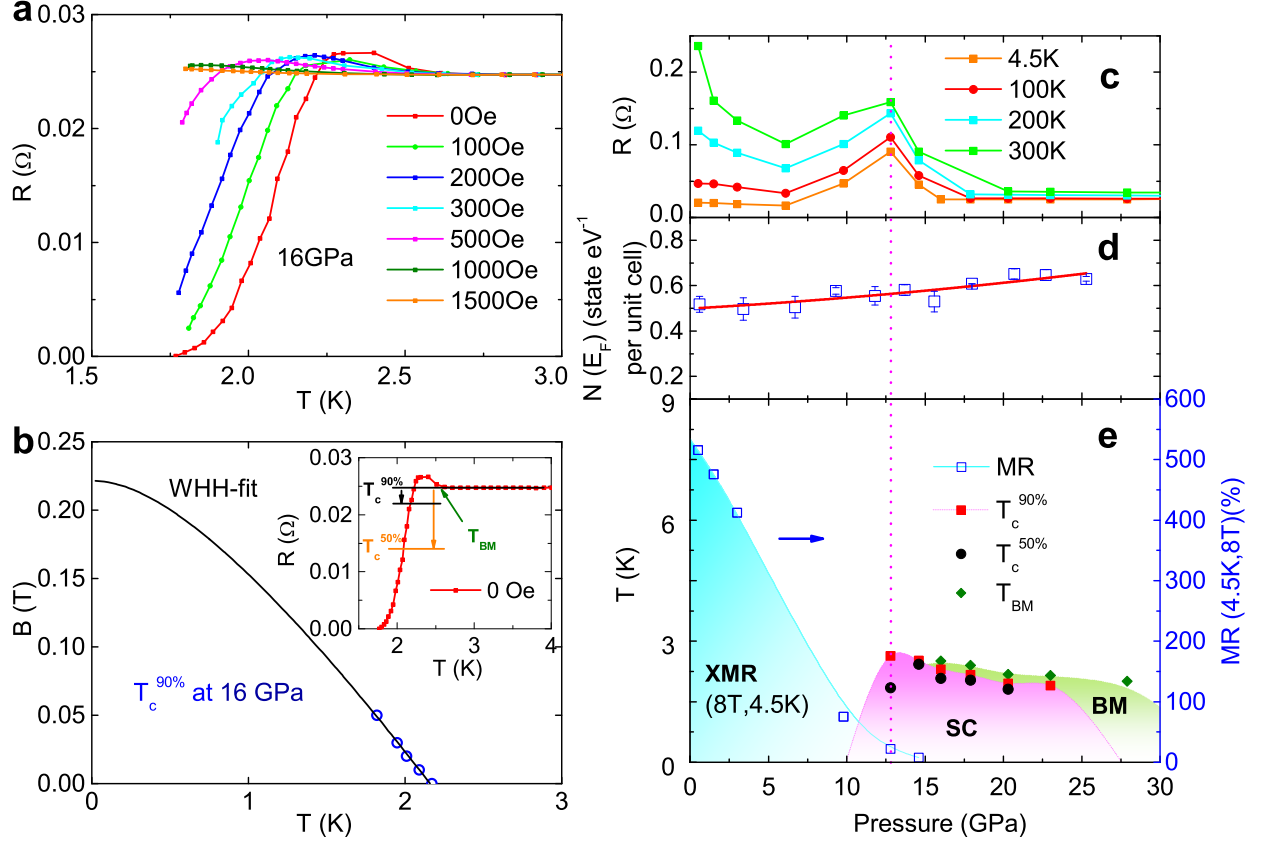 a
R (Ω)
0.03
0.02
0.01
0.00
1.5
2.0
2.5
3.0
T (K)
16GPa
0Oe
100Oe
200Oe
300Oe
500Oe
1000Oe
1500Oe
b
B (T)
0.25
0.20
0.15
0.10
0.05
0.00
0
1
2
3
T (K)
WHH-fit
Tc90% at 16 GPa
R (Ω)
0.03
0.02
0.01
0.00
2
3
4
T (K)
Tc90%
Tc50%
TBM
0 Oe
c
R (Ω)
0.2
0.1
0.0
4.5K
100K
200K
300K
d
N (EF) (state eV-1
per unit cell)
0.8
0.6
0.4
0.2
e
T (K)
9
6
3
0
MR
Tc90%
Tc50%
TBM
XMR
(8T,4.5K)
SC
BM
600
500
400
300
200
100
0
MR (4.5K,8T)(%)
0
5
10
15
20
25
30
Pressure (GPa)